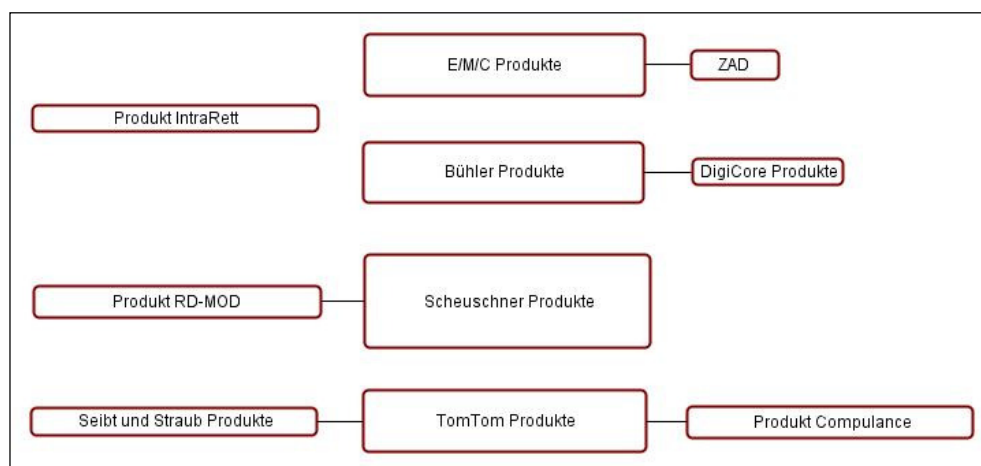 E/M/C Produkte
ZAD
Produkt IntraRett
Bühler Produkte
DigiCore Produkte
Produkt RD-MOD
Scheuschner Produkte
Seibt und Straub Produkte
TomTom Produkte
Produkt Compulance